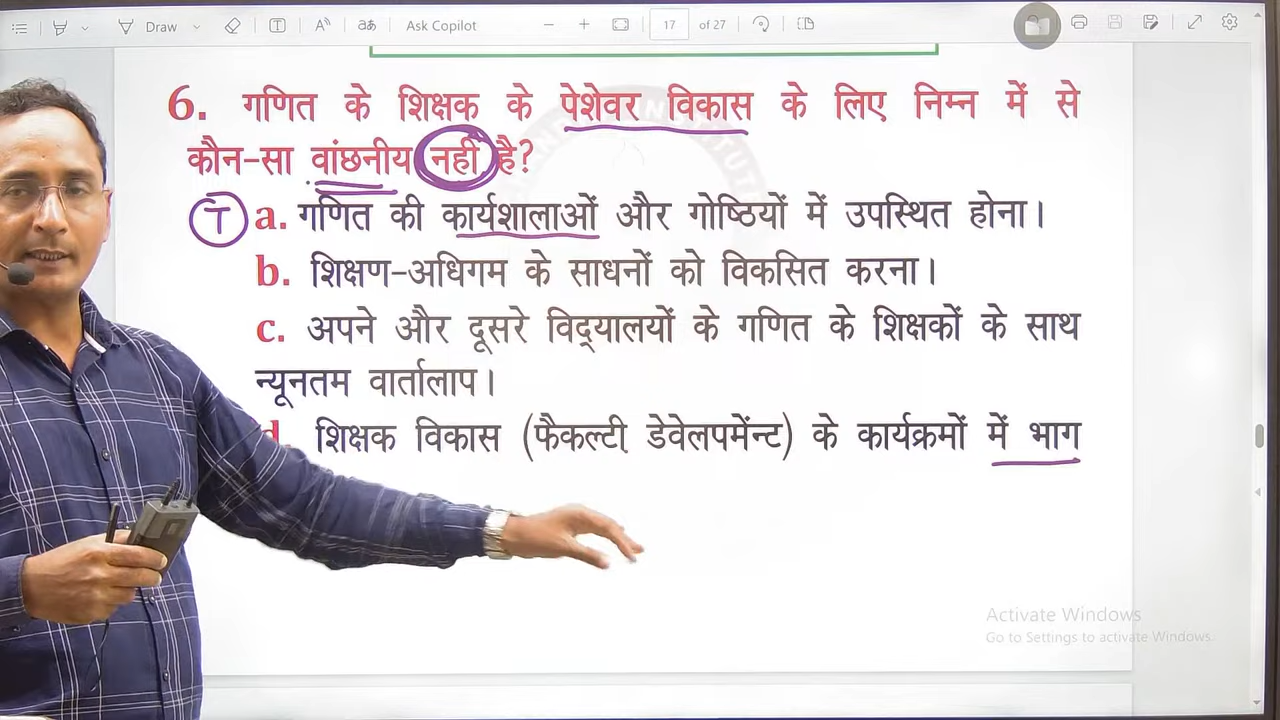 Draw
Ask Copilot
17 of 27
6. गणित के शिक्षक के पेशेवर विकास के लिए निम्न में से
कौन-सा वांछनीय नहीं है?
T a. गणित की कार्यशालाओं और गोष्ठियों में उपस्थित होना।
b. शिक्षण-अधिगम के साधनों को विकसित करना।
c. अपने और दूसरे विद्यालयों के गणित के शिक्षकों के साथ
न्यूनतम वार्तालाप।
d. शिक्षक विकास (फैकल्टी डेवेलपमेंन्ट) के कार्यक्रमों में भाग
Activate Windows
Go to Settings to activate Windows.